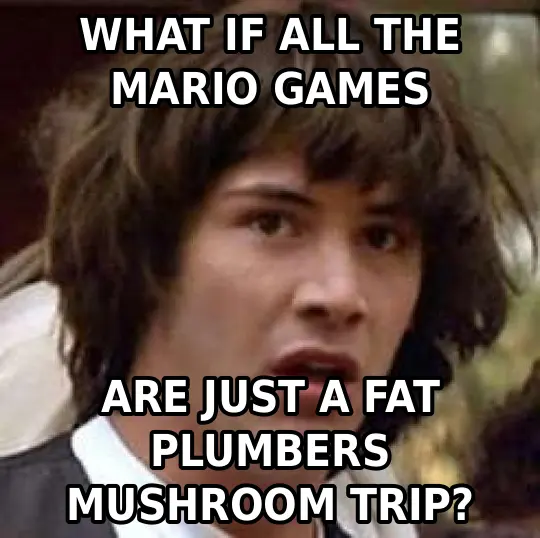 WHAT IF ALL THE
MARIO GAMES
ARE JUST A FAT
PLUMBERS
MUSHROOM TRIP?